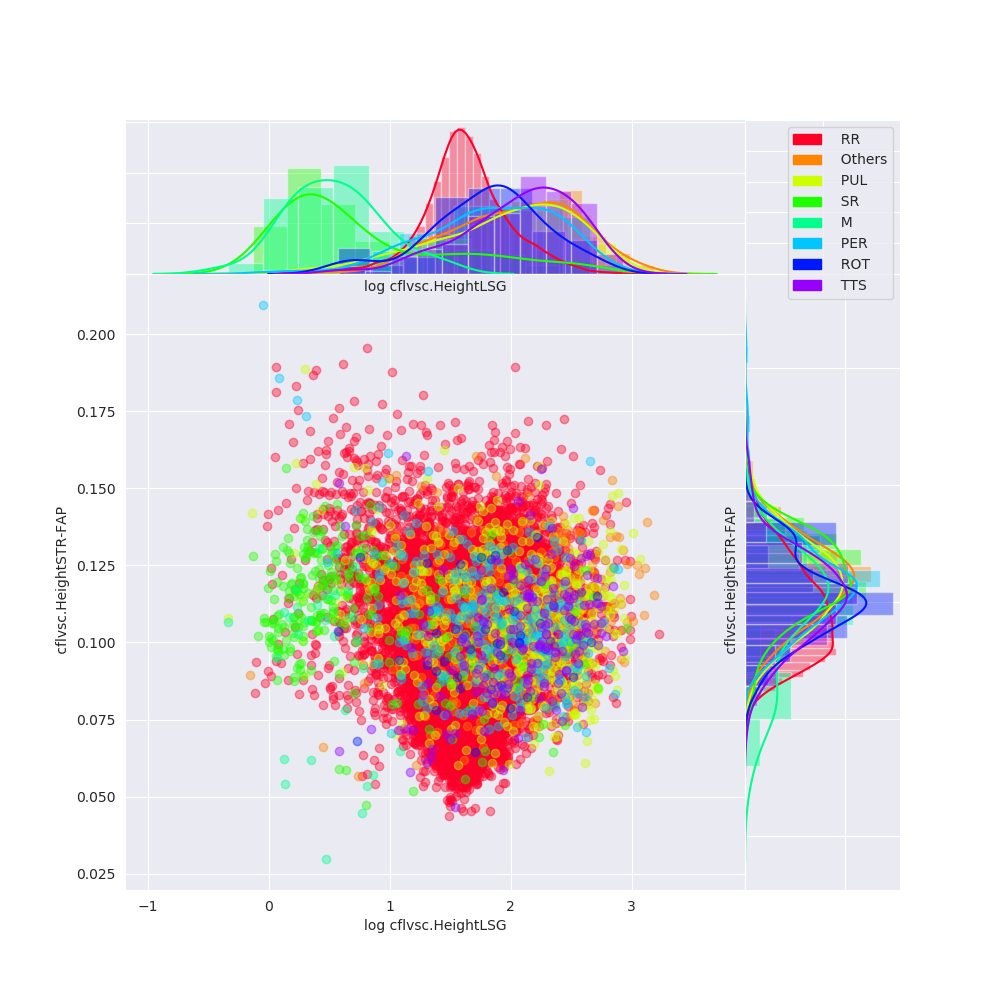 RR
Others
PUL
SR
M
PER
ROT
TTS
log cflvsc.HeightLSG
0.200
0.175
0.150
0.125
0.100
0.075
0.050
0.025
cflvsc.HeightSTR-FAP
cflvsc.HeightSTR-FAP
−1
0
1
2
3
log cflvsc.HeightLSG